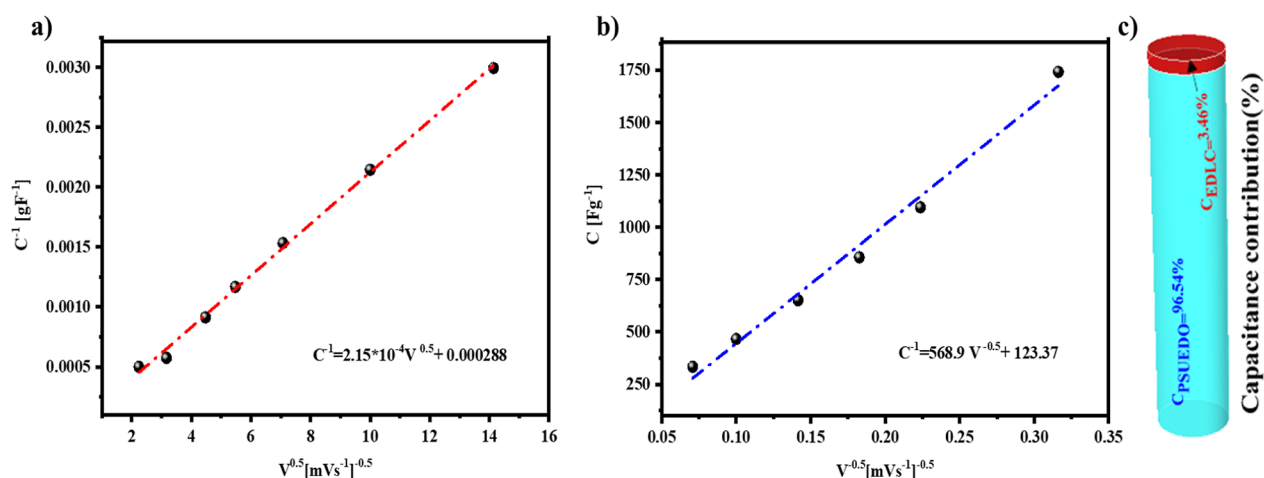 a)
0.0030
0.0025
0.0020
0.0015
0.0010
0.0005
C⁻¹ [gF⁻¹]
C⁻¹=2.15*10⁻⁴V ⁰·⁵+ 0.000288
2 4 6 8 10 12 14 16
V⁰·⁵[mVs⁻¹]⁻⁰·⁵
b)
1750
1500
1250
1000
750
500
250
C [Fg⁻¹]
C⁻¹=568.9 V⁻⁰·⁵+ 123.37
0.05 0.10 0.15 0.20 0.25 0.30 0.35
V⁻⁰·⁵[mVs⁻¹]⁻⁰·⁵
c)
C_EDLC=3.46%
C_PSUEDO=96.54%
Capacitance contribution(%)